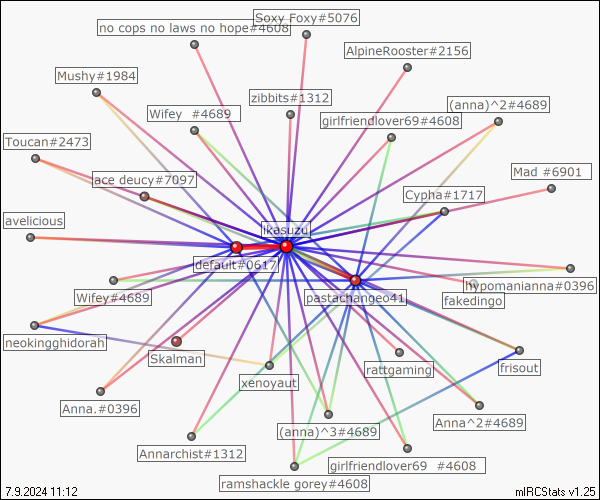 Soxy Foxy#5076
no cops no laws no hope#4608
AlpineRooster#2156
Mushy#1984
zibbits#1312
(anna)^2#4689
Wifey #4689
girlfriendlover69#4608
Toucan#2473
Mad #6901
ace deucy#7097
Cypha#1717
avelicious
ikasuzu
default#0617
hypomanianna#0396
Wifey#4689
pastachangeo41
fakedingo
neokingghidorah
Skalman
rattgaming
frisout
xenoyaut
Anna.#0396
Anna^2#4689
(anna)^3#4689
Annarchist#1312
girlfriendlover69 #4608
ramshackle gorey#4608
7.9.2024 11:12
mIRCStats v1.25